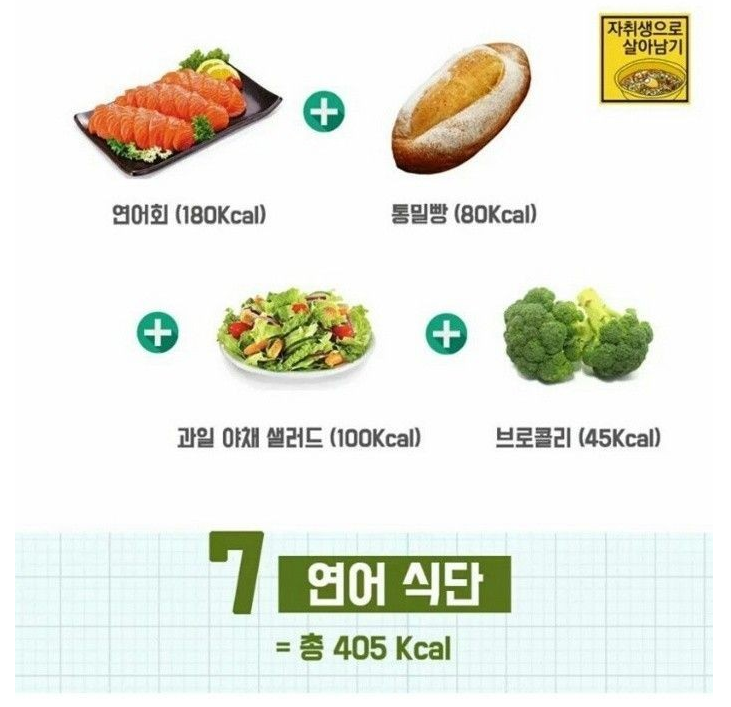 자취생으로
살아남기
연어회 (180Kcal)
통밀빵 (80Kcal)
과일 야채 샐러드 (100Kcal)
브로콜리 (45Kcal)
7 연어 식단
= 총 405 Kcal